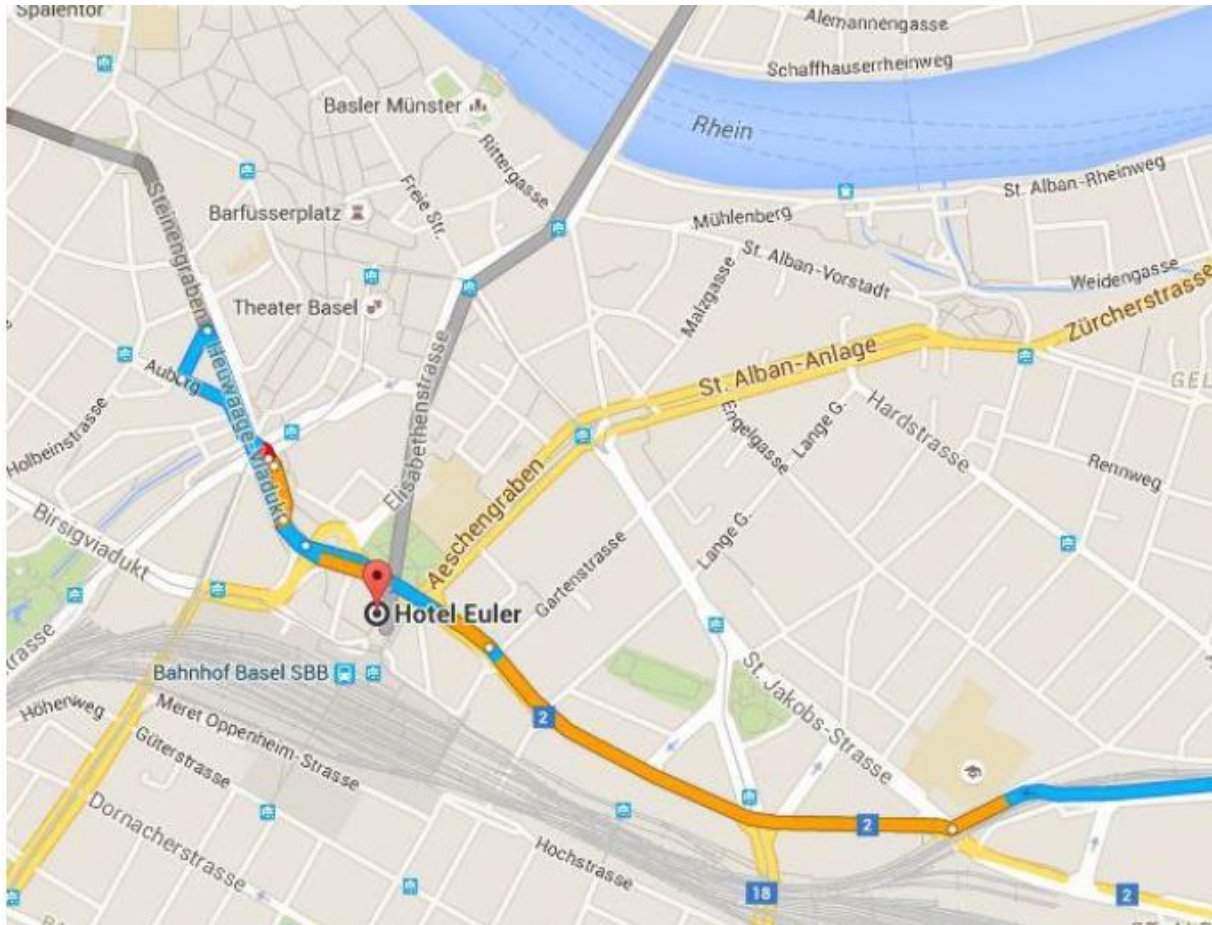 Spalentor
Alemannengasse
Schaffhauserrheinweg
Basler Münster
Rhein
Rittergasse
Freie Str.
Steinengraben
Barfüsserplatz
Mühlenberg
St. Alban-Rheinweg
St. Alban-Vorstadt
Weidengasse
Malzgasse
Zürcherstrasse
Theater Basel
Heuwaage-Viadukt
Auberg
St. Alban-Anlage
GEL
Elisabethenstrasse
Engelgasse
Lange G.
Hardstrasse
Holbeinstrasse
Rennweg
Aeschengraben
Birsigviadukt
Lange G.
Gartenstrasse
Hotel Euler
trasse
Bahnhof Basel SBB
St. Jakobs-Strasse
Höhenweg
Meret Oppenheim-Strasse
2
Güterstrasse
Dornacherstrasse
2
Hochstrasse
18
2